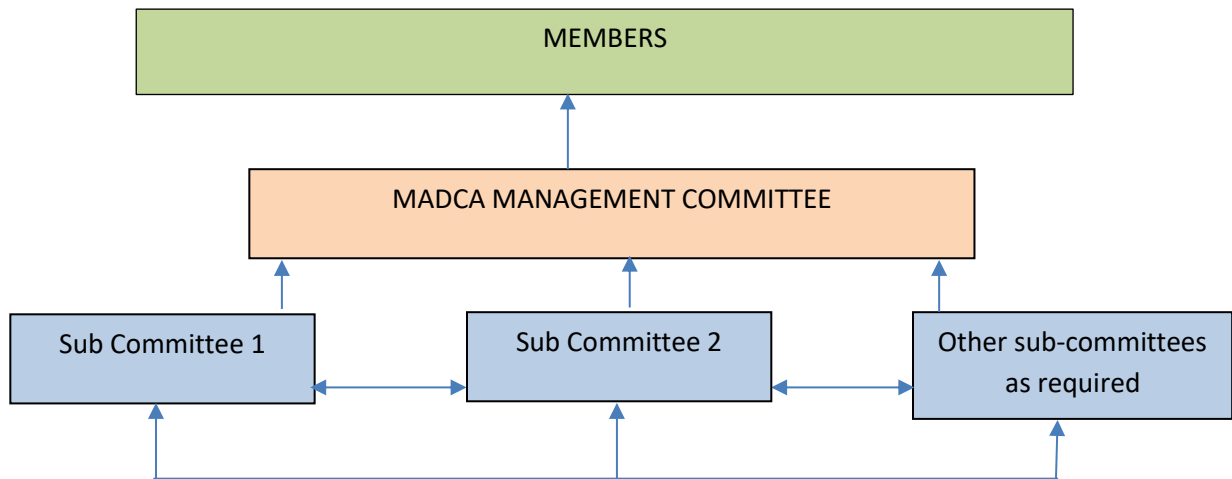 MEMBERS
MADCA MANAGEMENT COMMITTEE
Sub Committee 1
Sub Committee 2
Other sub-committees
as required